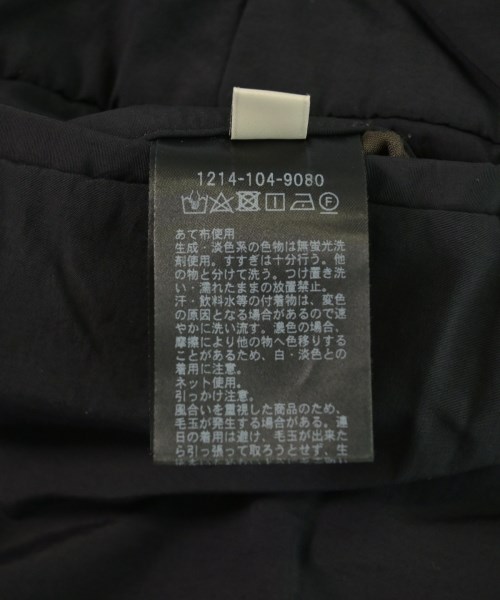 1214-104-9080
あて布使用
生成・淡色系の色物は無蛍光洗
剤使用。すすぎは十分行う。他
の物と分けて洗う。つけ置き洗
い・濡れたままの放置禁止。
汗・飲料水等の付着物は、変色
の原因となる場合があるので速
やかに洗い流す。濃色の場合、
摩擦により他の物へ色移りする
ことがあるため、白・淡色との
着用に注意。
ネット使用。
引っかけ注意。
風合いを重視した商品のため、
毛玉が発生する場合がある。連
日の着用は避け、毛玉が出来た
ら引っ張って取ろうとせず、生